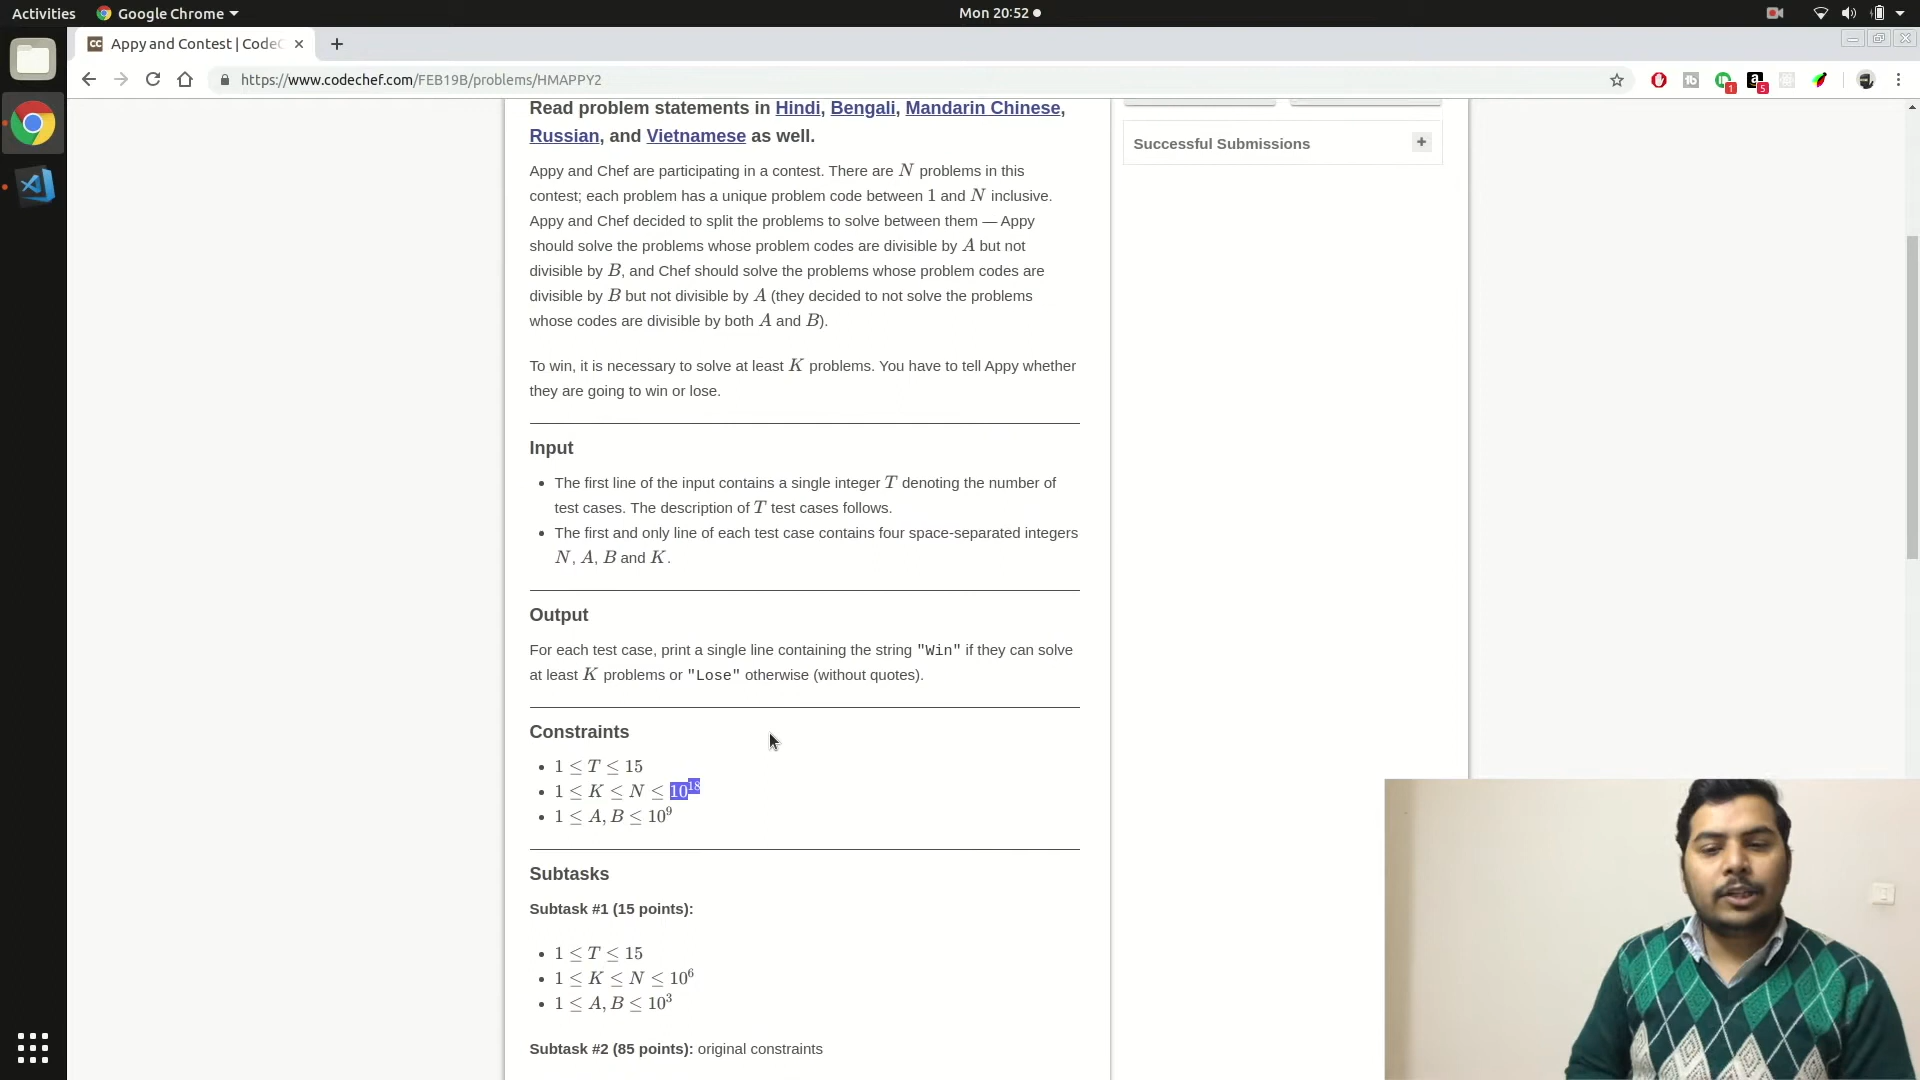 Activities Google Chrome Mon 20:52
Appy and Contest | CodeC
https://www.codechef.com/FEB19B/problems/HMAPPY2
Read problem statements in Hindi, Bengali, Mandarin Chinese,
Russian, and Vietnamese as well.
Successful Submissions +
Appy and Chef are participating in a contest. There are N problems in this
contest; each problem has a unique problem code between 1 and N inclusive.
Appy and Chef decided to split the problems to solve between them — Appy
should solve the problems whose problem codes are divisible by A but not
divisible by B, and Chef should solve the problems whose problem codes are
divisible by B but not divisible by A (they decided to not solve the problems
whose codes are divisible by both A and B).
To win, it is necessary to solve at least K problems. You have to tell Appy whether
they are going to win or lose.
Input
• The first line of the input contains a single integer T denoting the number of
test cases. The description of T test cases follows.
• The first and only line of each test case contains four space-separated integers
N, A, B and K.
Output
For each test case, print a single line containing the string "Win" if they can solve
at least K problems or "Lose" otherwise (without quotes).
Constraints
• 1 ≤ T ≤ 15
• 1 ≤ K ≤ N ≤ 10^18
• 1 ≤ A, B ≤ 10^9
Subtasks
Subtask #1 (15 points):
• 1 ≤ T ≤ 15
• 1 ≤ K ≤ N ≤ 10^6
• 1 ≤ A, B ≤ 10^3
Subtask #2 (85 points): original constraints